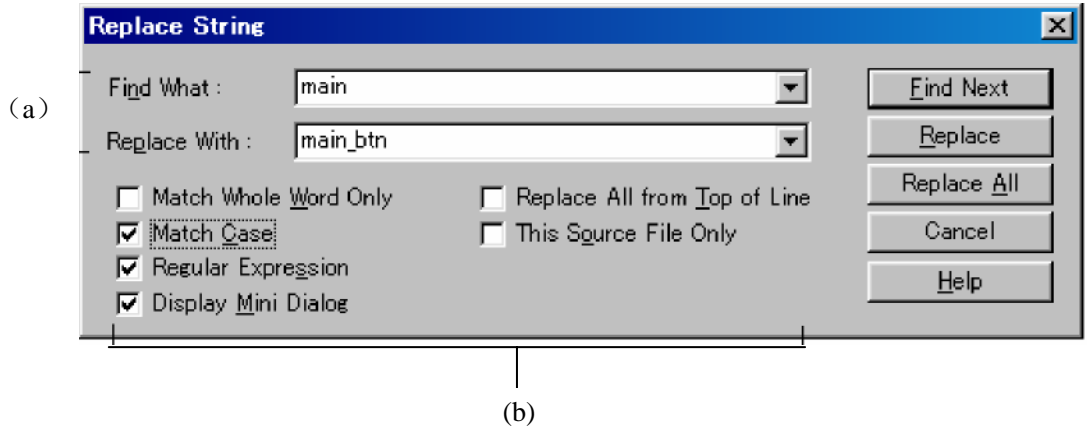 Replace String
(a)
Find What :
main
Replace With :
main_btn
Match Whole Word Only
Match Case
Regular Expression
Display Mini Dialog
Replace All from Top of Line
This Source File Only
Find Next
Replace
Replace All
Cancel
Help
(b)